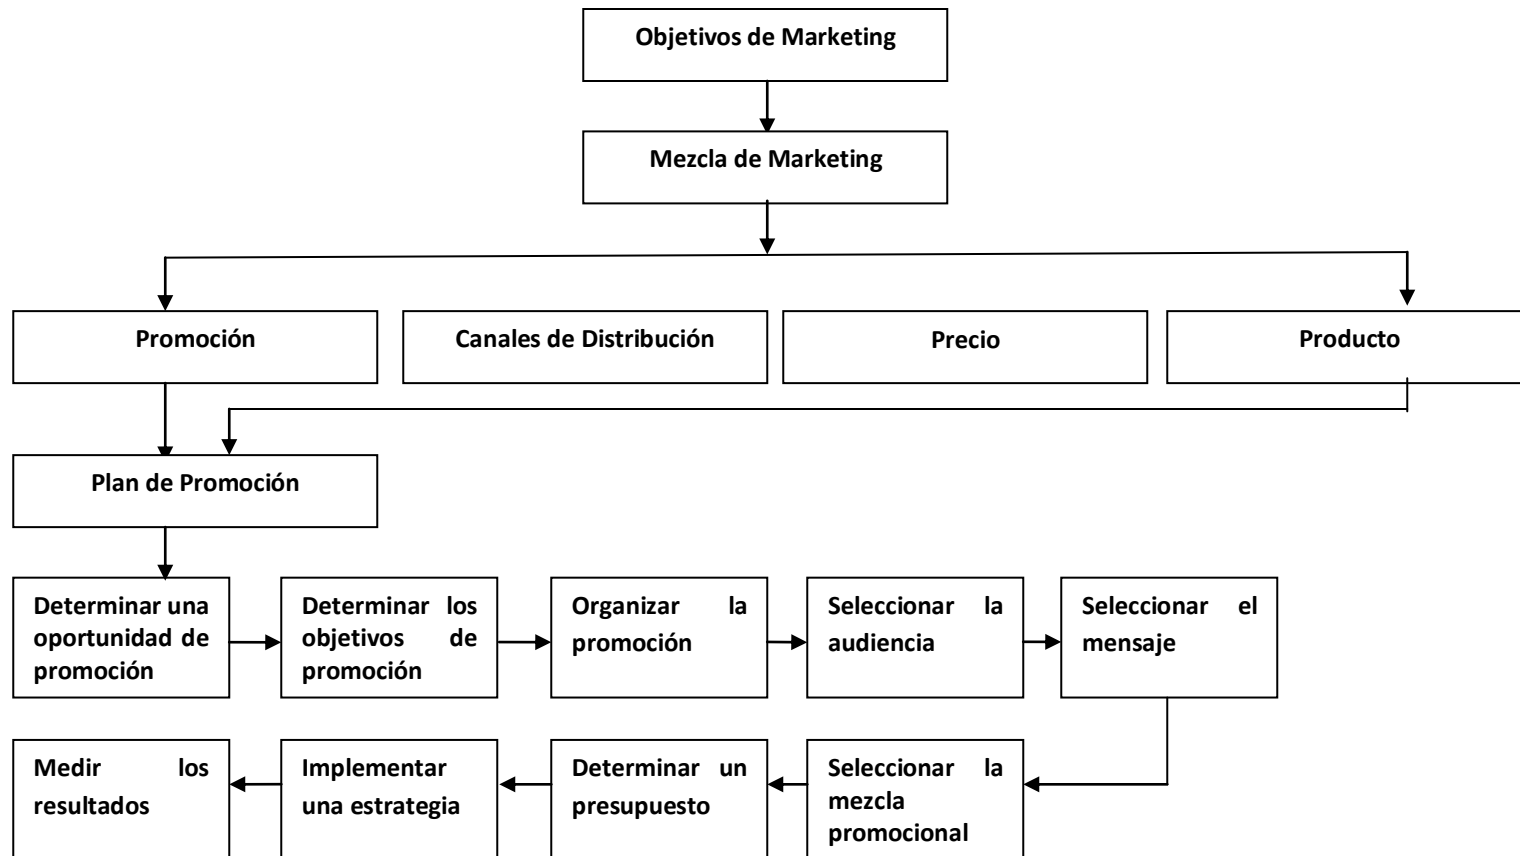 Objetivos de Marketing
Mezcla de Marketing
Promoción
Canales de Distribución
Precio
Producto
Plan de Promoción
Determinar una
oportunidad de
promoción
Determinar los
objetivos de
promoción
Organizar la
promoción
Seleccionar la
audiencia
Seleccionar el
mensaje
Medir los
resultados
Implementar
una estrategia
Determinar un
presupuesto
Seleccionar la
mezcla
promocional